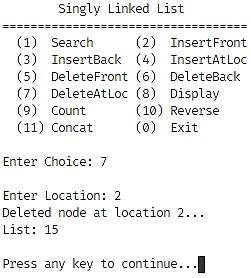 Singly Linked List
===================================
(1) Search (2) InsertFront
(3) InsertBack (4) InsertAtLoc
(5) DeleteFront (6) DeleteBack
(7) DeleteAtLoc (8) Display
(9) Count (10) Reverse
(11) Concat (0) Exit
Enter Choice: 7
Enter Location: 2
Deleted node at location 2...
List: 15
Press any key to continue...